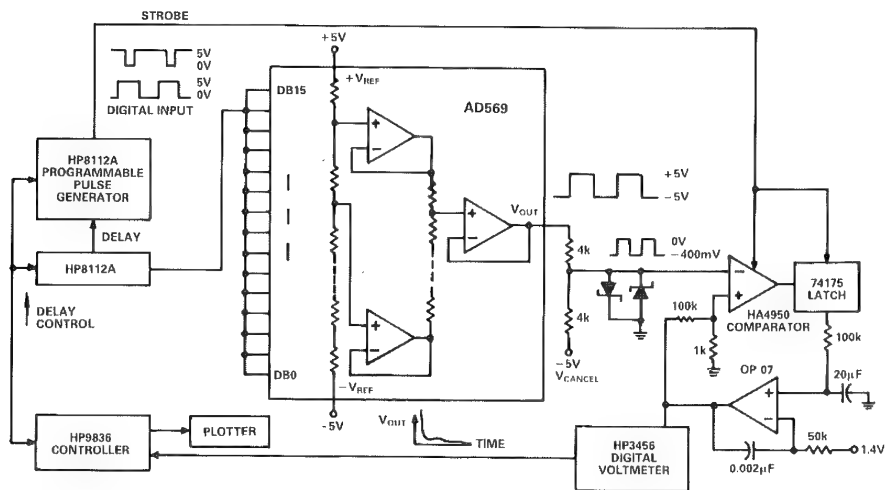 STROBE
5V
0V
5V
0V
DIGITAL INPUT
HP8112A
PROGRAMMABLE
PULSE
GENERATOR
DELAY
HP8112A
DELAY
CONTROL
HP9836
CONTROLLER
PLOTTER
+5V
+VREF
DB15
AD569
DB0
-VREF
-5V
VOUT
TIME
VOUT
+5V
-5V
4k
0V
-400mV
4k
-5V
VCANCEL
100k
1k
HA4950
COMPARATOR
74175
LATCH
100k
20μF
OP 07
50k
1.4V
0.002μF
HP3456
DIGITAL
VOLTMETER
+
-
+
-
+
-
-
+
+
-